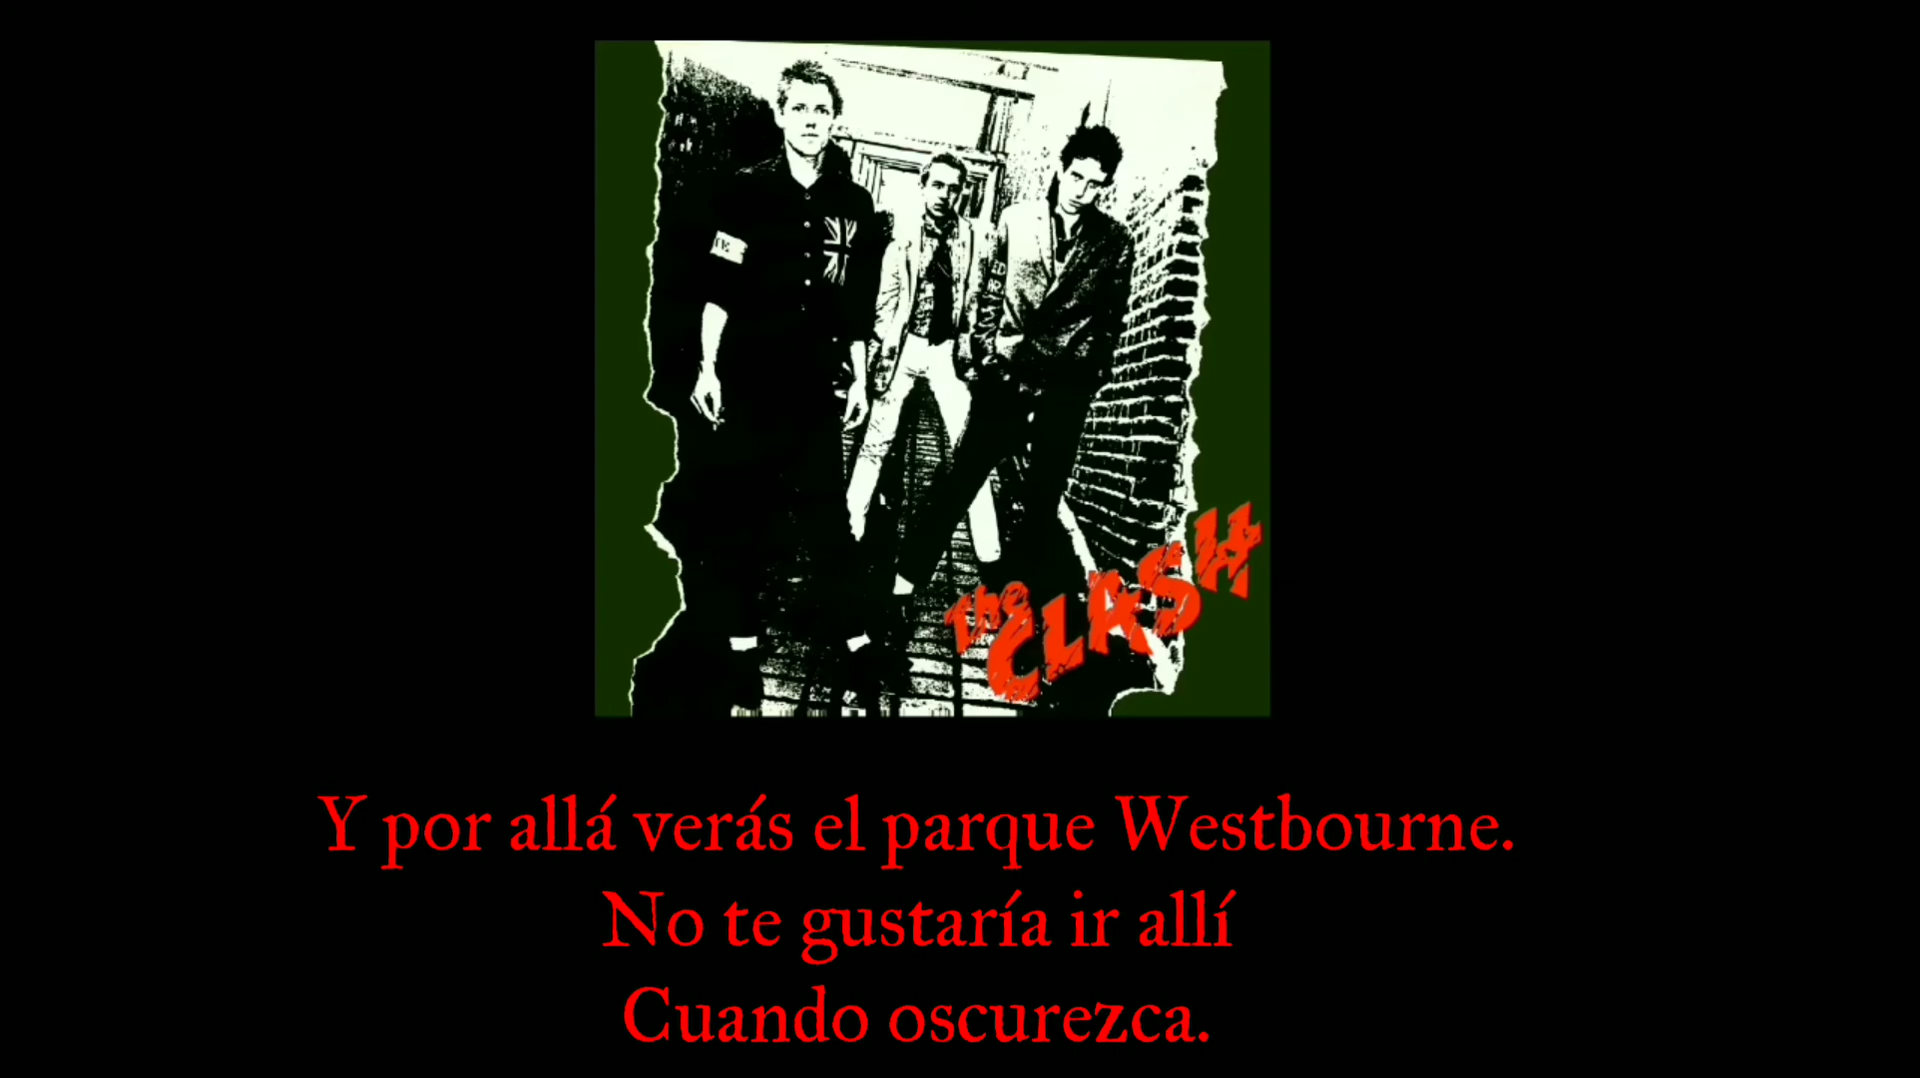 The
CLASH
Y por allá verás el parque Westbourne.
No te gustaría ir allí
Cuando oscurezca.